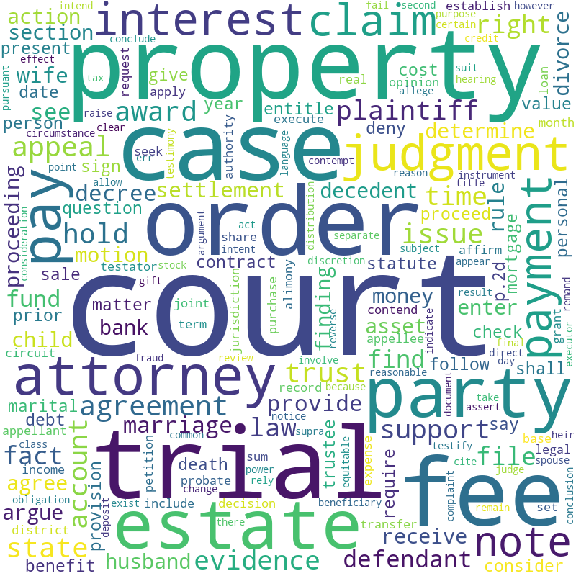 intend
fail
second
establish
however
action
section
present
effect
conclude
interest
claim
purpose
certain
credit
right
pursuant
date
wife
request
give
apply
property
cost
opinion
suit
hearing
allege
divorce
person
see
tax
raise
clear
award
year
real
entitle
execute
plaintiff
value
loan
month
circumstance
appeal
seek
case
authority
language
contempt
deny
determine
judgment
reason
instrument
title
point
allow
sign
testimony
decree
settlement
decedent
time
proceed
rule
personal
pay
hold
question
order
distribution
separate
issue
p.2d
mortgage
proceeding
consideration
motion
testator
stock
share
act
intent
argument
contract
discretion
statute
subject
affirm
appear
payment
fund
sale
gift
matter
joint
jurisdiction
purchase
alimony
reverse
finding
money
contend
indicate
enter
result
grant
remand
executor
prior
bank
term
court
asset
appellee
check
final
direct
day
child
circuit
fraud
review
involve
because
find
follow
shall
attorney
trust
reasonable
document
take
assert
marital
agreement
provide
record
party
debt
appellant
marriage
notice
law
supra
trustee
equitable
support
say
testify
base
heir
class
fact
income
account
petition
common
trial
death
sum
power
expense
file
cite
judge
legal
spouse
agree
provision
probate
change
rely
require
fee
complaint
conclusion
set
obligation
deposit
argue
exist
include
decision
there
beneficiary
transfer
receive
remain
note
district
state
estate
benefit
husband
evidence
defendant
consider